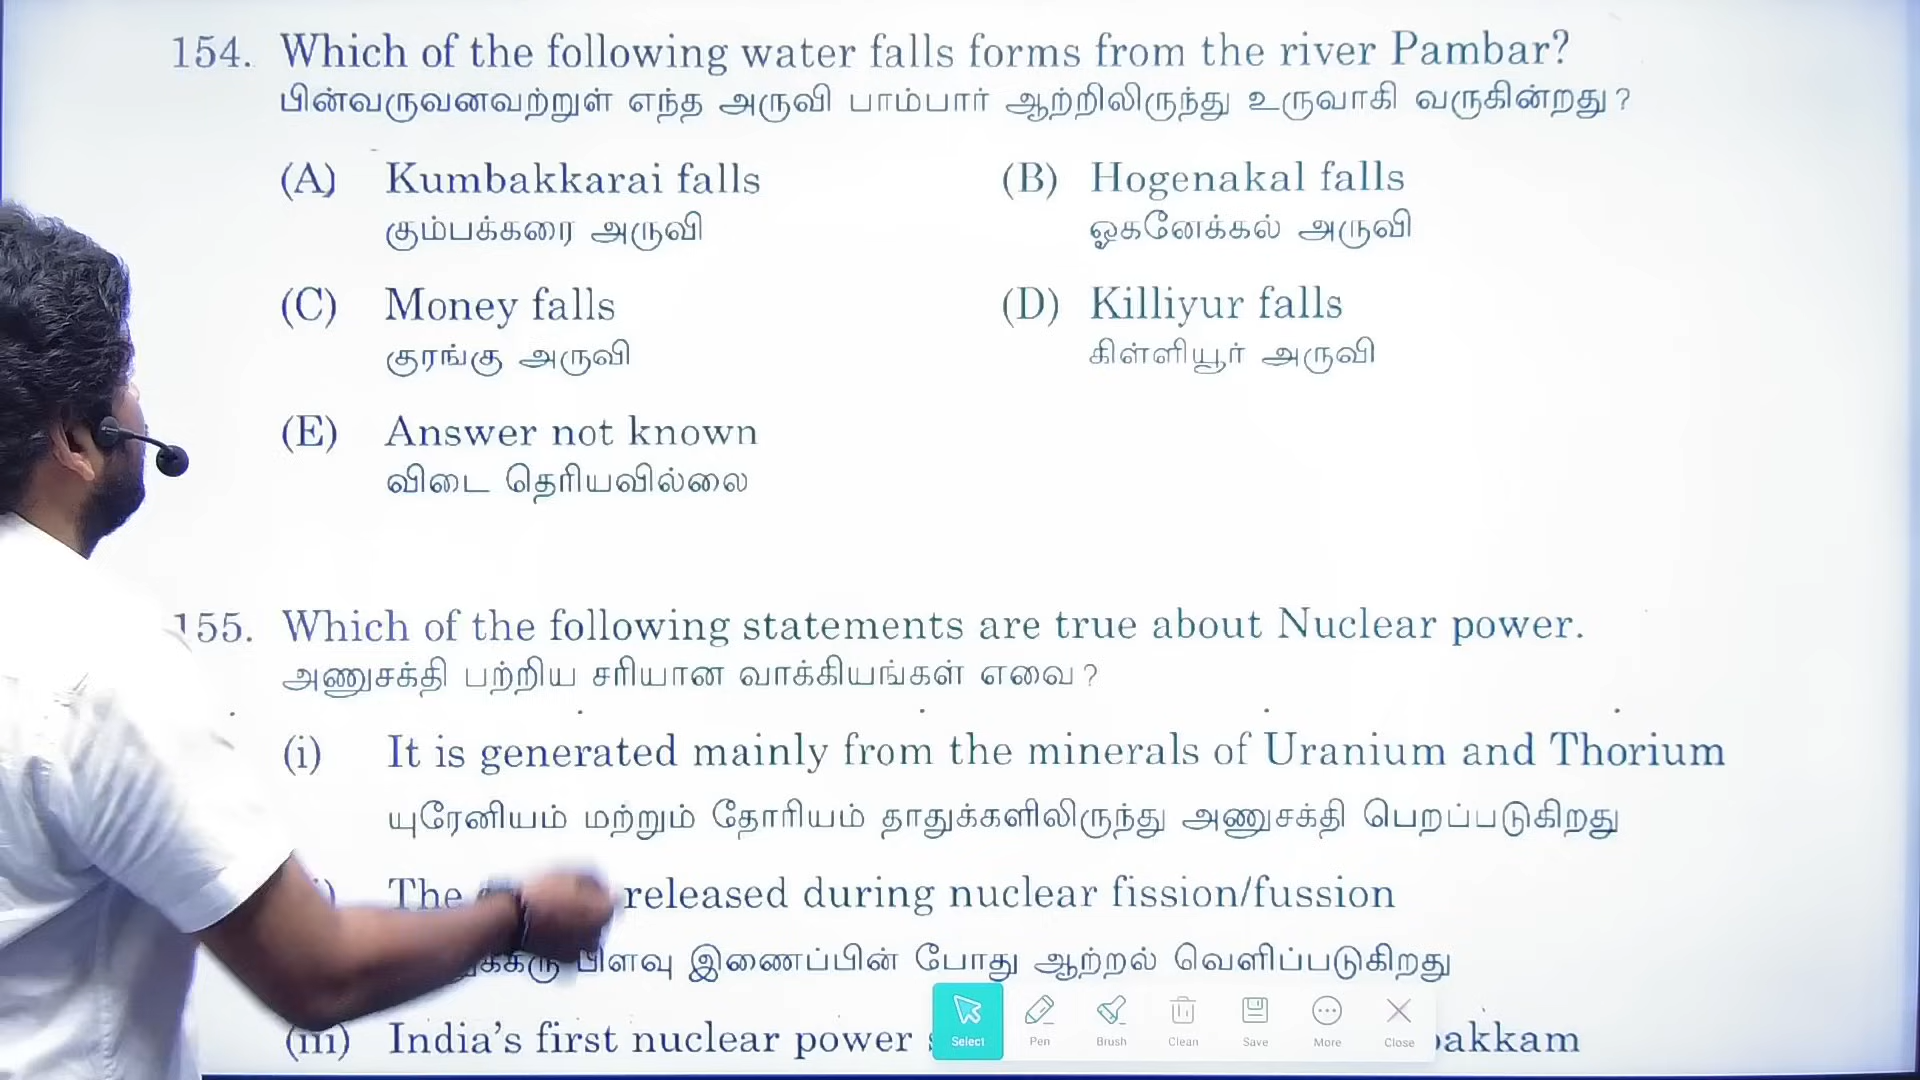 154. Which of the following water falls forms from the river Pambar?
பின்வருவனவற்றுள் எந்த அருவி பாம்பார் ஆற்றிலிருந்து உருவாகி வருகின்றது?
(A) Kumbakkarai falls (B) Hogenakal falls
கும்பக்கரை அருவி ஓகனேக்கல் அருவி
(C) Money falls (D) Killiyur falls
குரங்கு அருவி கிள்ளியூர் அருவி
(E) Answer not known
விடை தெரியவில்லை
155. Which of the following statements are true about Nuclear power.
அணுசக்தி பற்றிய சரியான வாக்கியங்கள் எவை?
(i) It is generated mainly from the minerals of Uranium and Thorium
யுரேனியம் மற்றும் தோரியம் தாதுக்களிலிருந்து அணுசக்தி பெறப்படுகிறது
The released during nuclear fission/fussion
பிளவு இணைப்பின் போது ஆற்றல் வெளிப்படுகிறது
(iii) India's first nuclear power
Select Pen Brush Clean Save More Close